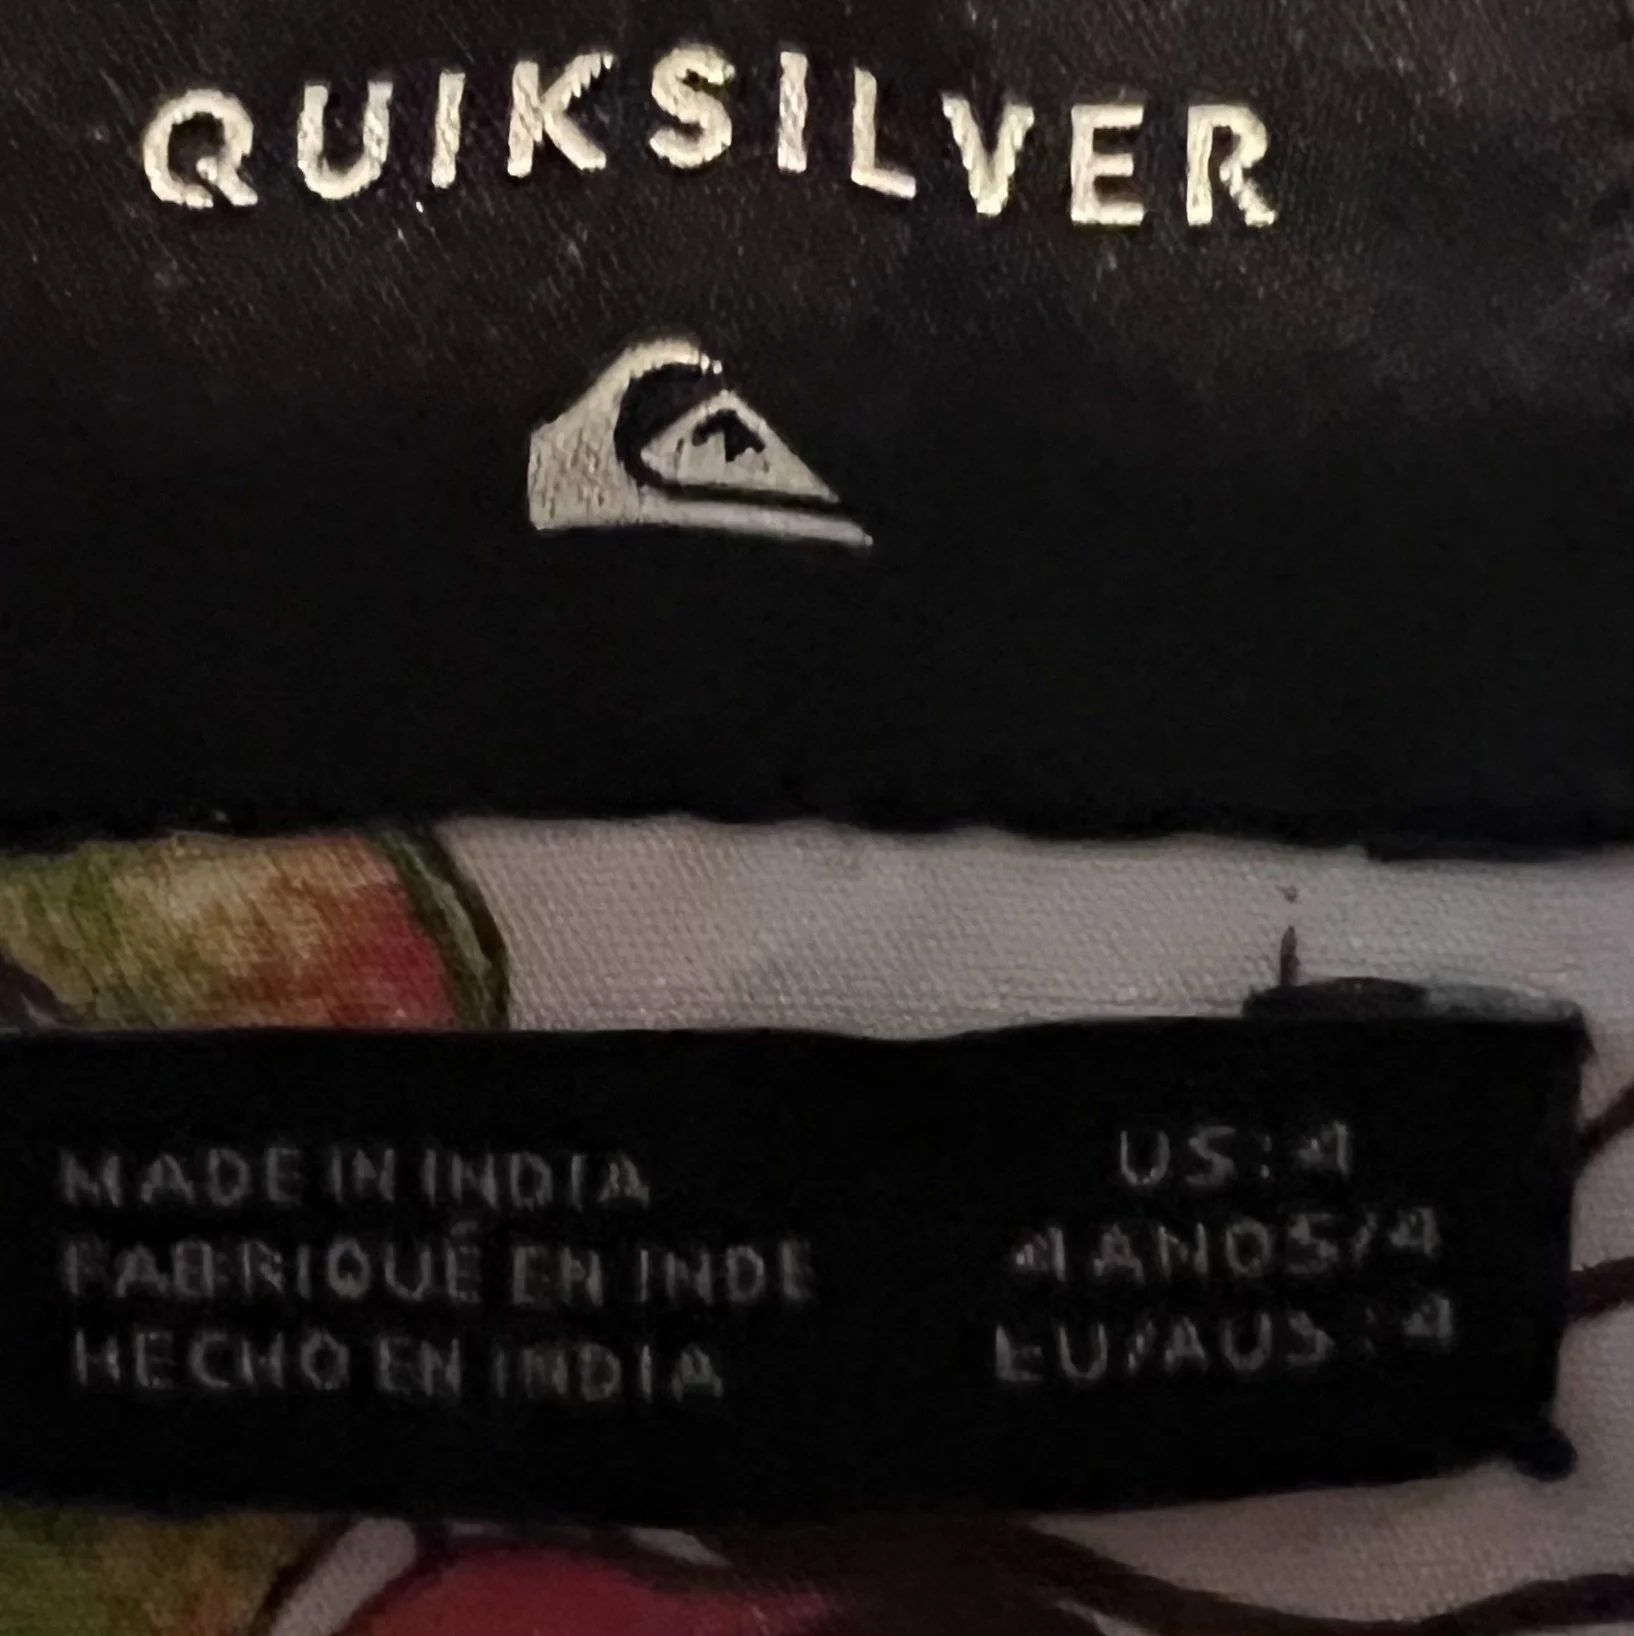 QUIKSILVER
MADE IN INDIA
FABRIQUÉ EN INDE
HECHO EN INDIA
US: 4
4 ANOS/4
EU/AUS: 4